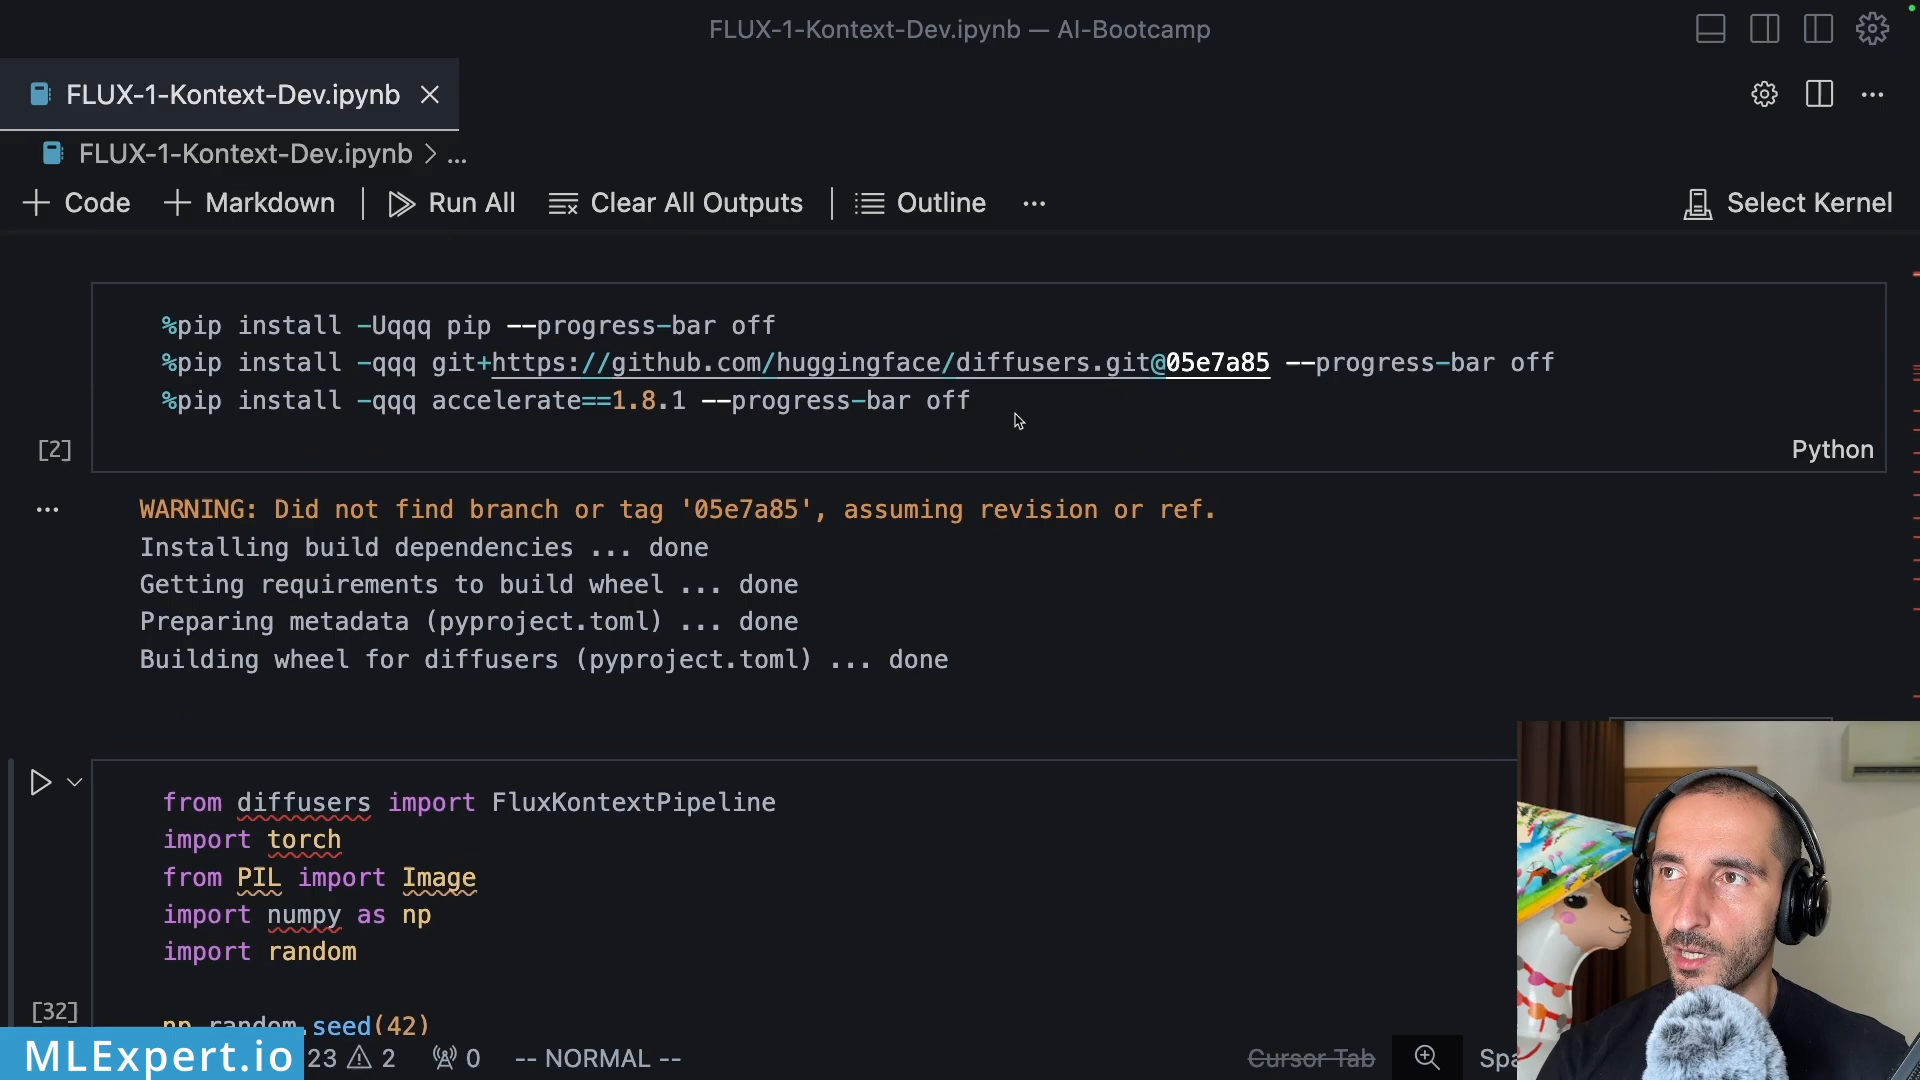 FLUX-1-Kontext-Dev.ipynb — AI-Bootcamp
FLUX-1-Kontext-Dev.ipynb
FLUX-1-Kontext-Dev.ipynb > ...
Code Markdown Run All Clear All Outputs Outline ... Select Kernel
%pip install -Uqqq pip --progress-bar off
%pip install -qqq git+https://github.com/huggingface/diffusers.git@05e7a85 --progress-bar off
%pip install -qqq accelerate==1.8.1 --progress-bar off
[2]
Python
WARNING: Did not find branch or tag '05e7a85', assuming revision or ref.
Installing build dependencies ... done
Getting requirements to build wheel ... done
Preparing metadata (pyproject.toml) ... done
Building wheel for diffusers (pyproject.toml) ... done
from diffusers import FluxKontextPipeline
import torch
from PIL import Image
import numpy as np
import random
[32]
np.random.seed(42)
MLExpert.io 23 2 0 -- NORMAL -- Cursor Tab Spa